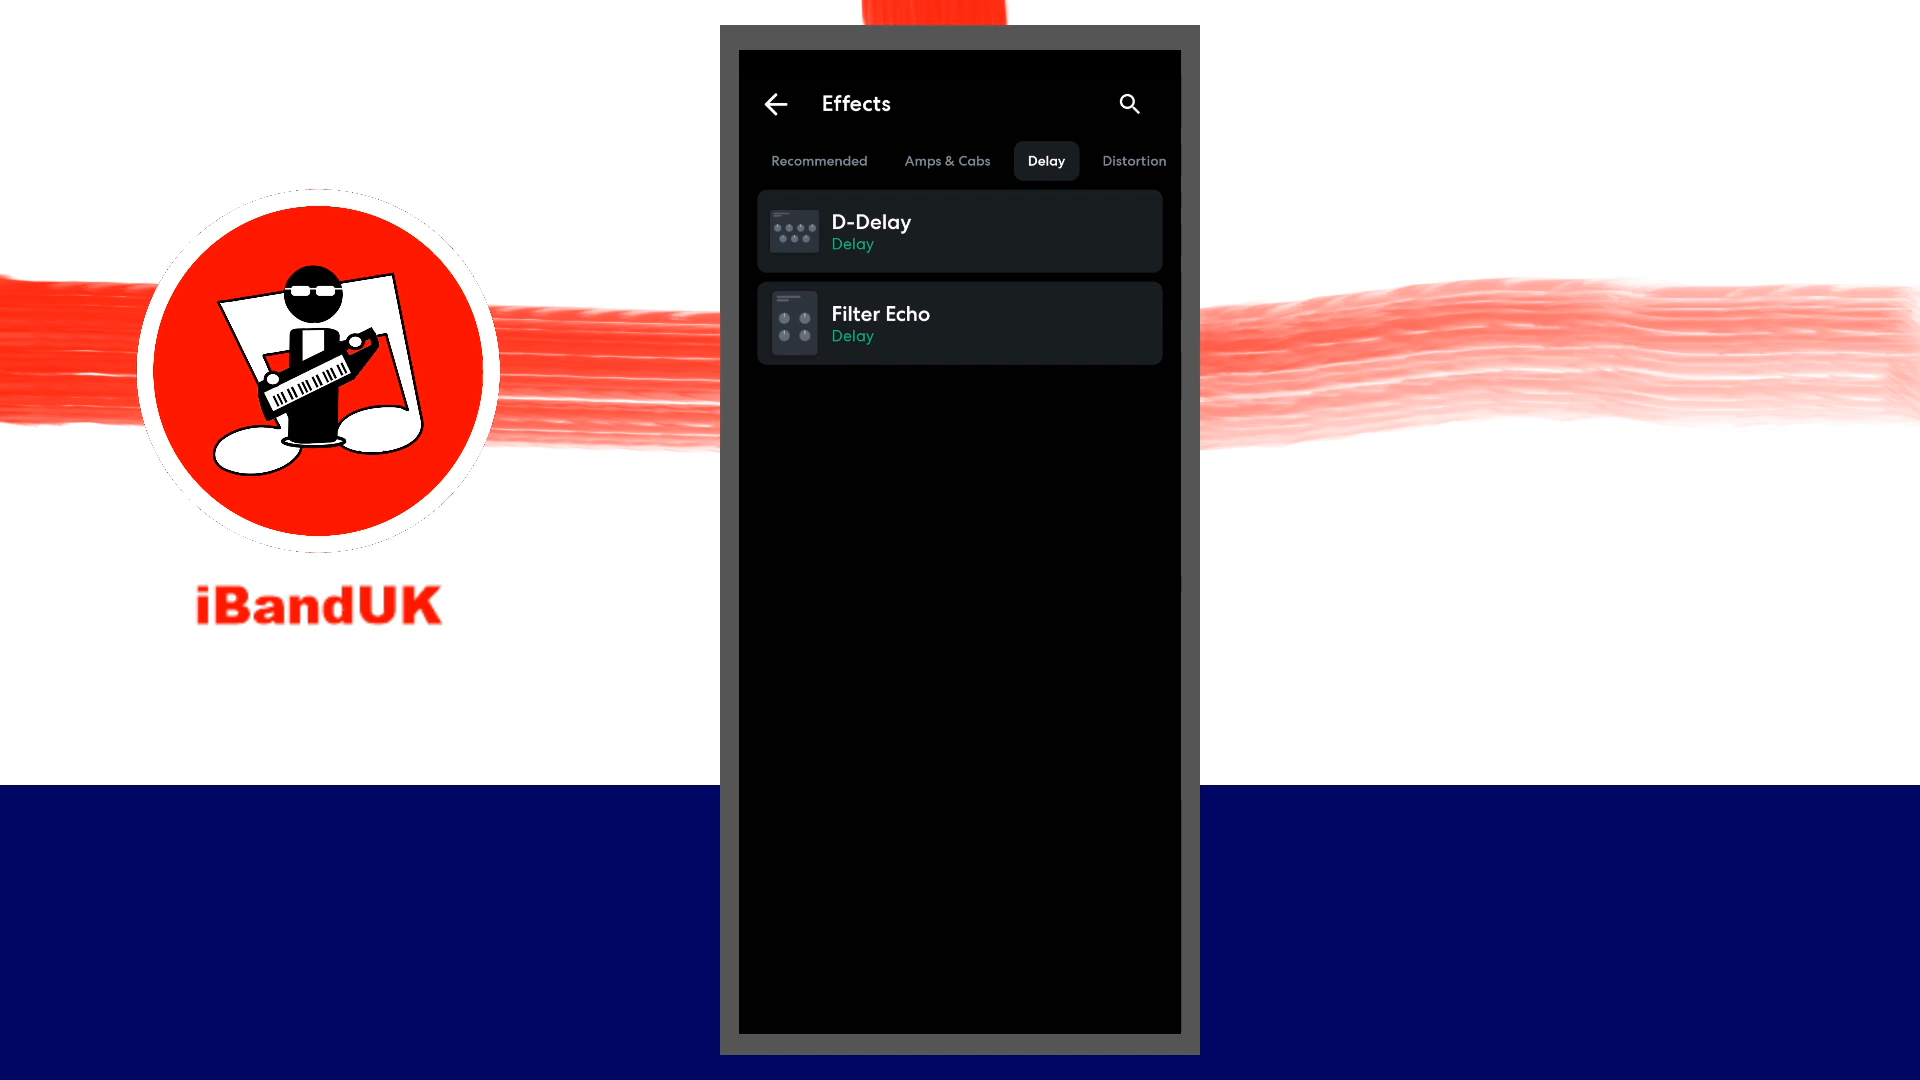 Effects
Recommended
Amps & Cabs
Delay
Distortion
D-Delay
Delay
Filter Echo
Delay
iBandUK